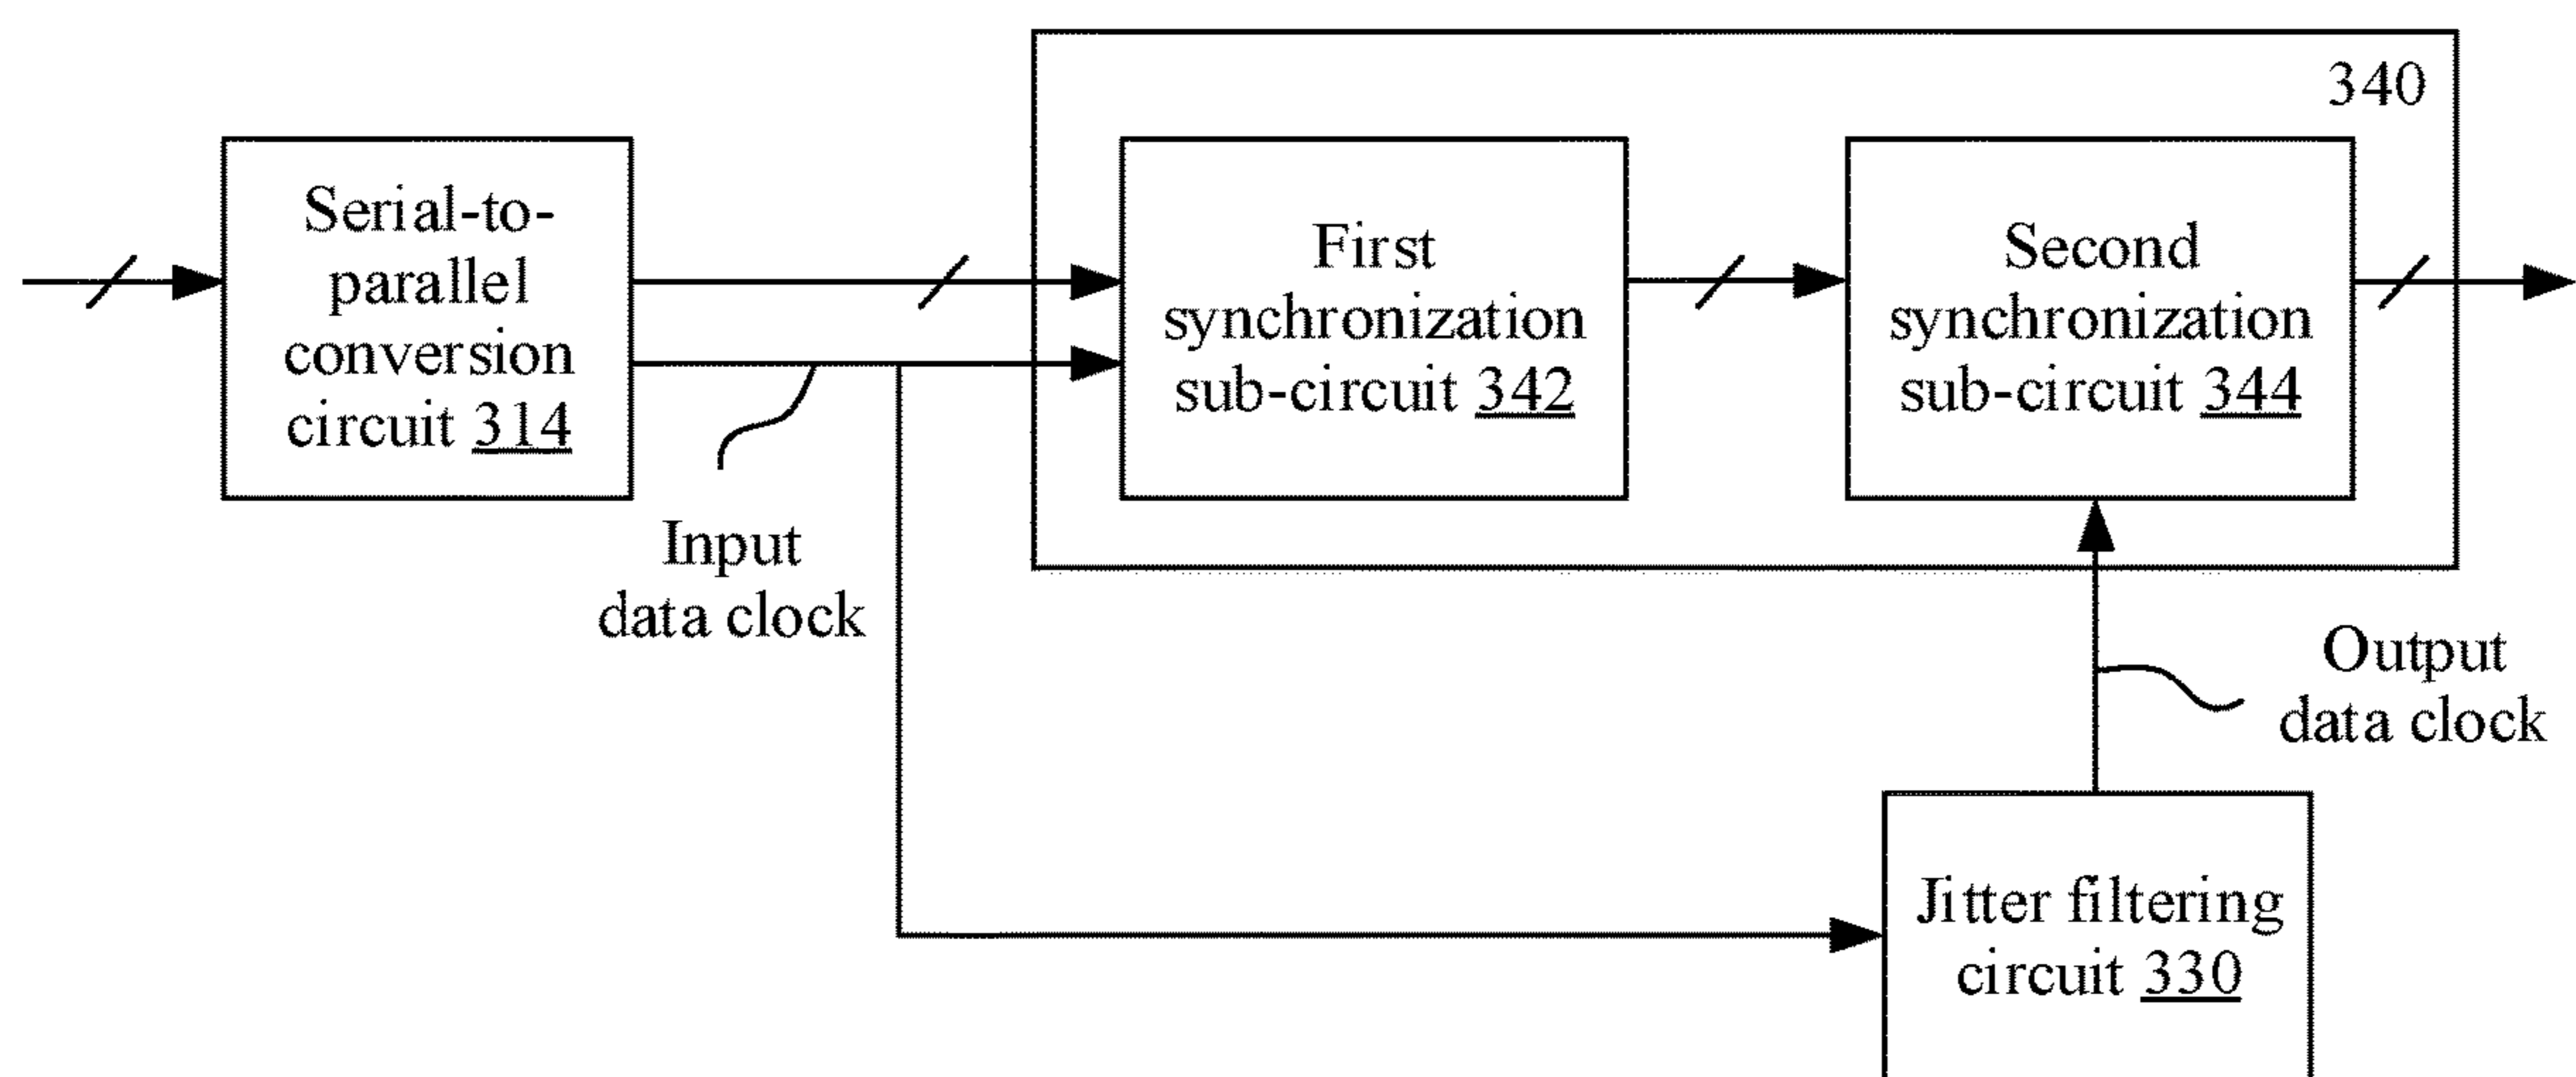 340
Serial-to-
parallel
conversion
circuit 314
First
synchronization
sub-circuit 342
Second
synchronization
sub-circuit 344
Input
data clock
Output
data clock
Jitter filtering
circuit 330